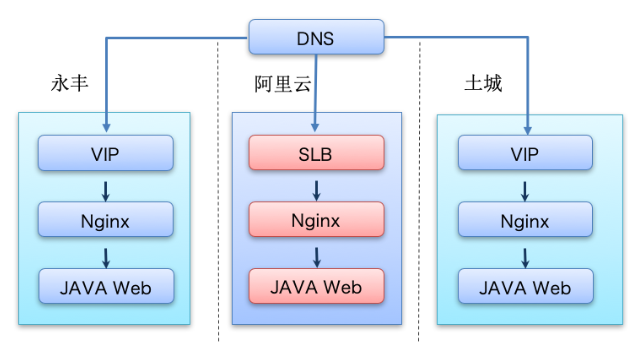 DNS
永丰
阿里云
土城
VIP
SLB
VIP
Nginx
Nginx
Nginx
JAVA Web
JAVA Web
JAVA Web